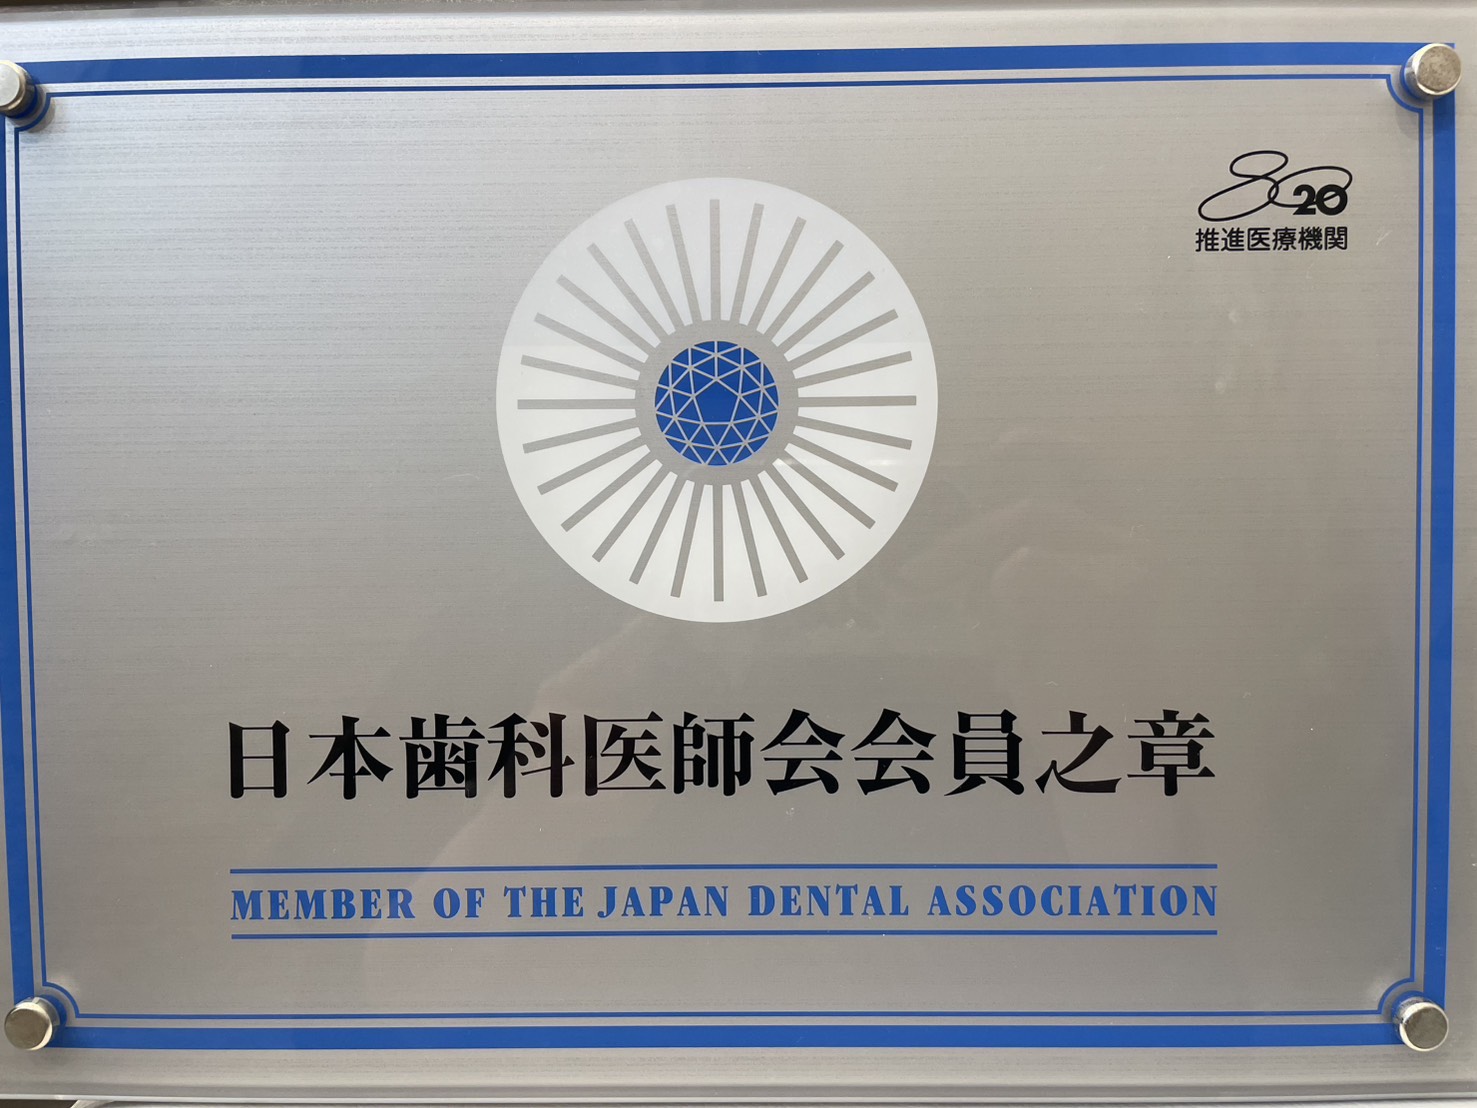 8020
推進医療機関
日本歯科医師会会員之章
MEMBER OF THE JAPAN DENTAL ASSOCIATION